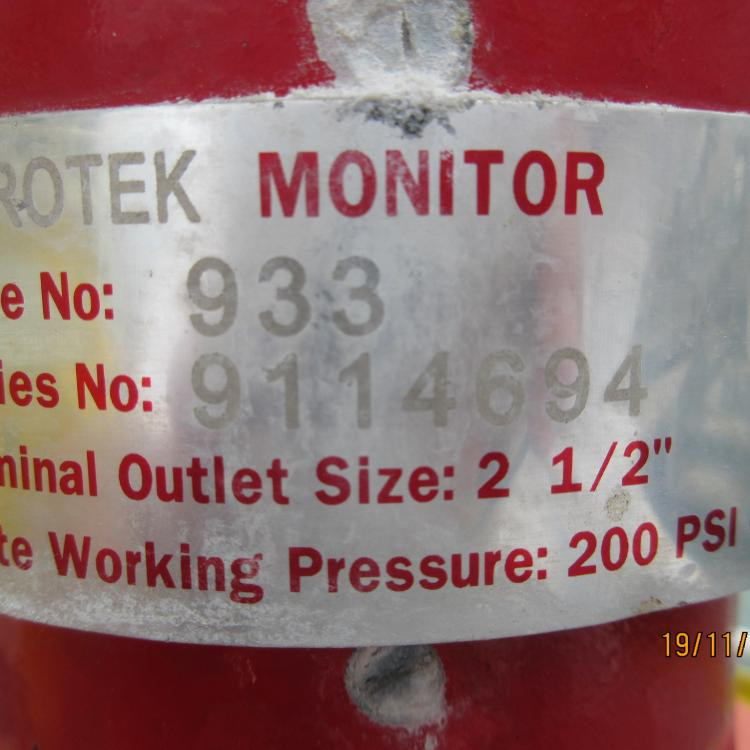 ROTEK MONITOR
e No: 933
ies No: 9114694
minal Outlet Size: 2 1/2"
te Working Pressure: 200 PSI
19/11/